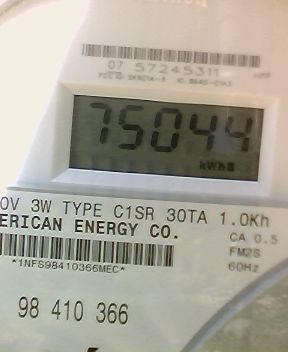 07 57245311
75044
kWh
0V 3W TYPE C1SR 30TA 1.0Kh
ERICAN ENERGY CO.
CA 0.5
FM2S
60Hz
*1NFS98410366MEC*
98 410 366